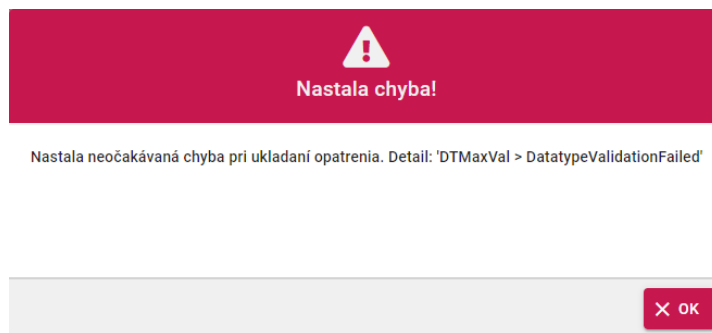 Nastala chyba!
Nastala neočakávaná chyba pri ukladaní opatrenia. Detail: 'DTMaxVal > DatatypeValidationFailed'
OK